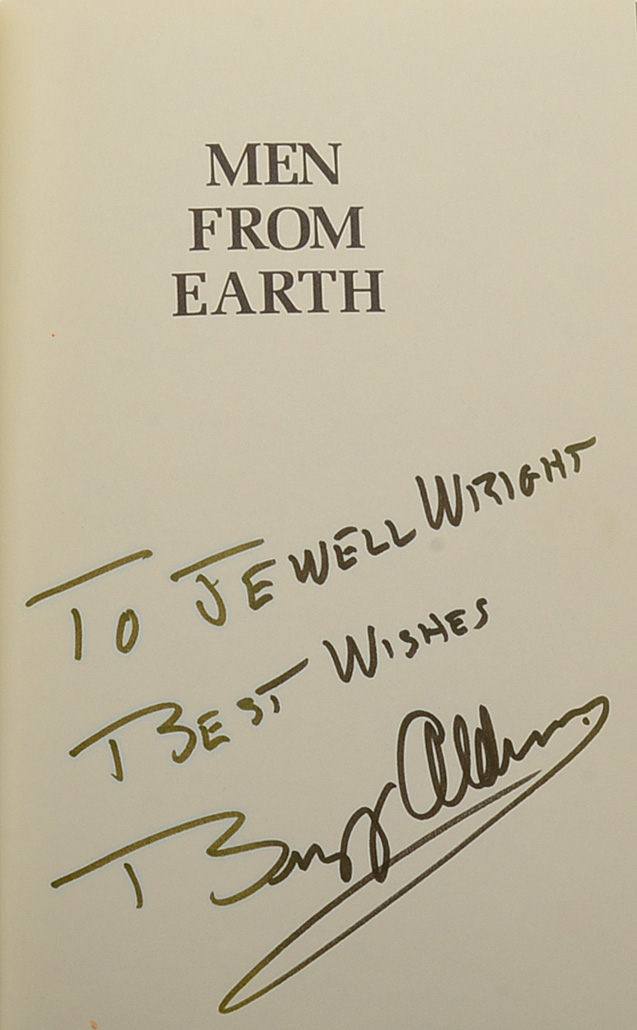 MEN
FROM
EARTH
TO JEWELL WRIGHT
BEST WISHES
Buzz Aldrin